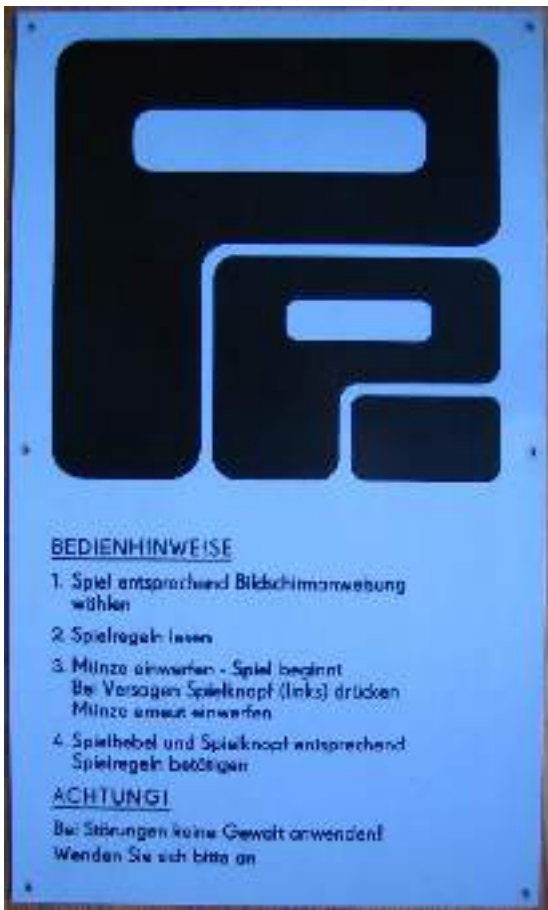 BEDIENHINWEISE
1. Spiel entsprechend Bildschirmanweisung
wählen
2. Spielregeln lesen
3. Münze einwerfen - Spiel beginnt
Bei Versagen Spielknopf (links) drücken
Münze erneut einwerfen
4. Spielhebel und Spielknopf entsprechend
Spielregeln betätigen
ACHTUNG!
Bei Störungen keine Gewalt anwenden!
Wenden Sie sich bitte an